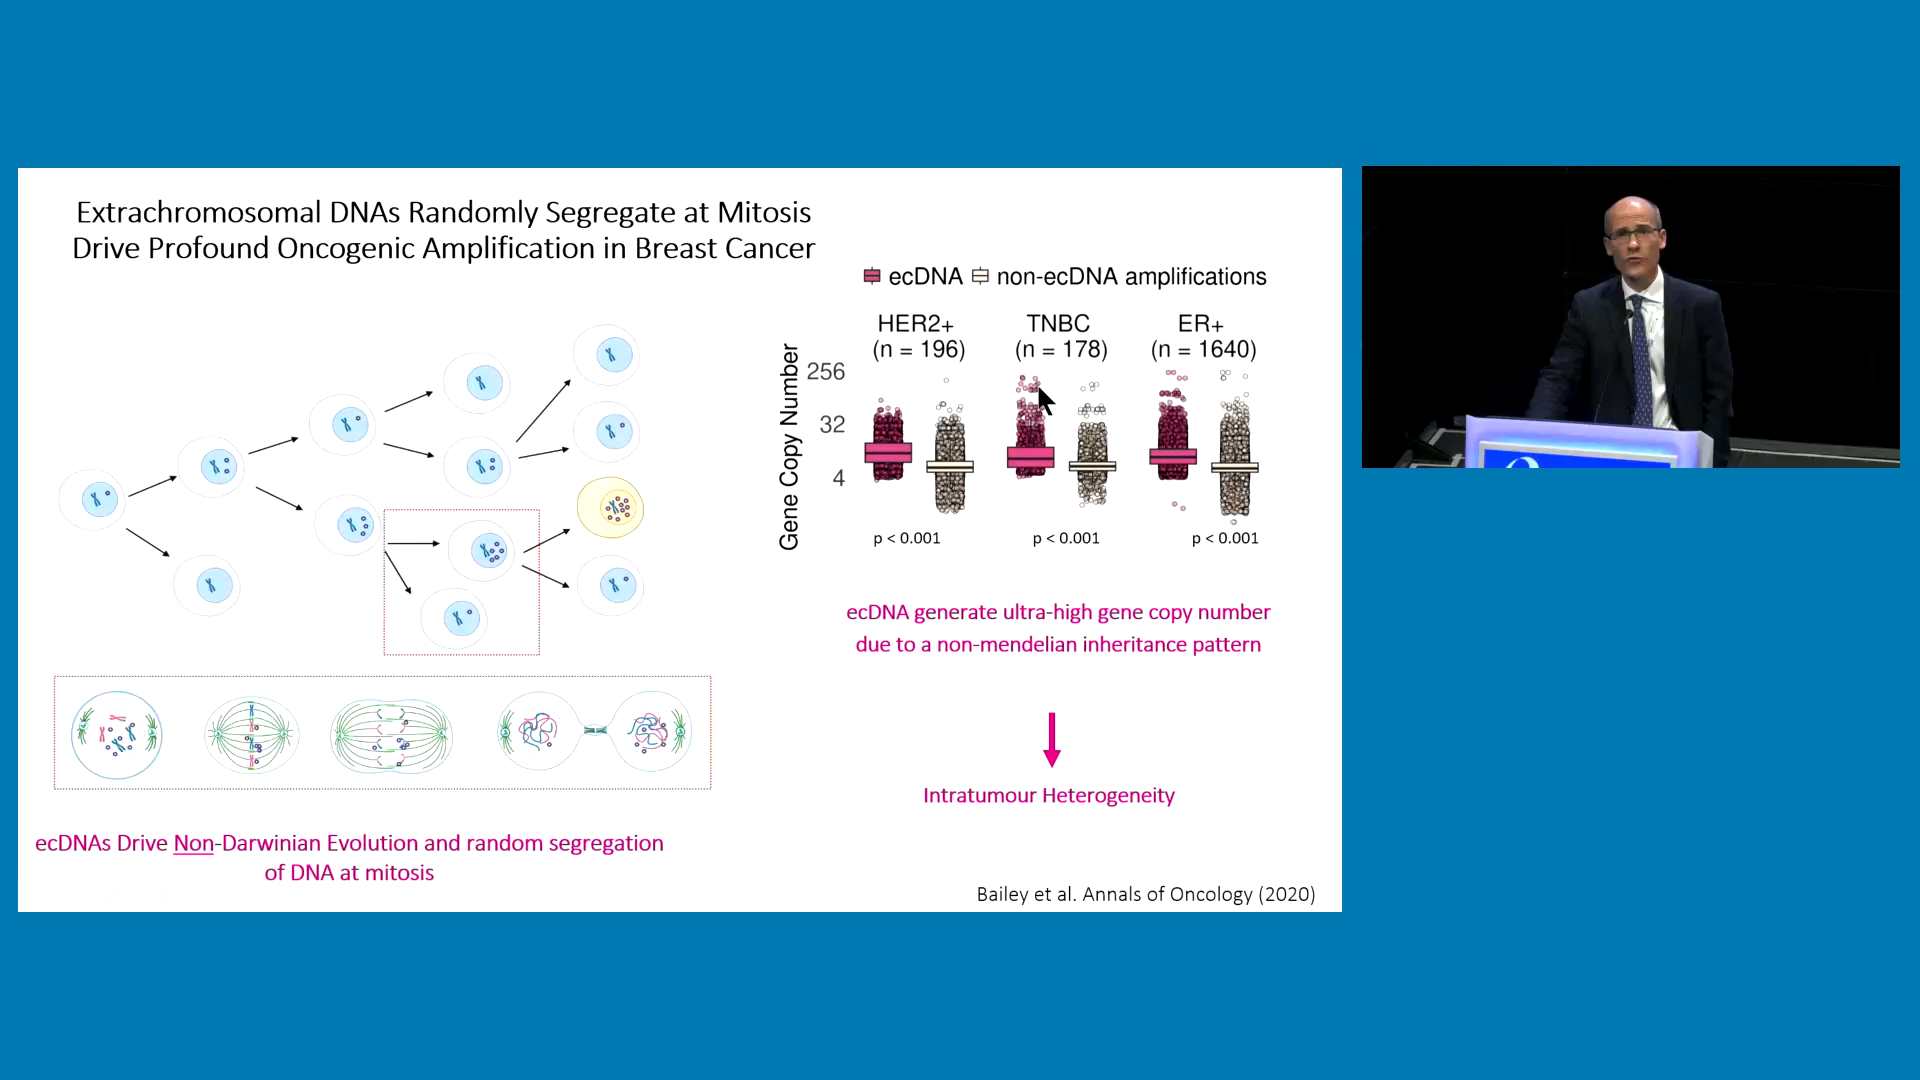 Extrachromosomal DNAs Randomly Segregate at Mitosis
Drive Profound Oncogenic Amplification in Breast Cancer
ecDNA non-ecDNA amplifications
HER2+ TNBC ER+
(n = 196) (n = 178) (n = 1640)
Gene Copy Number
256
32
4
p < 0.001 p < 0.001 p < 0.001
ecDNA generate ultra-high gene copy number
due to a non-mendelian inheritance pattern
Intratumour Heterogeneity
ecDNAs Drive Non-Darwinian Evolution and random segregation
of DNA at mitosis
Bailey et al. Annals of Oncology (2020)